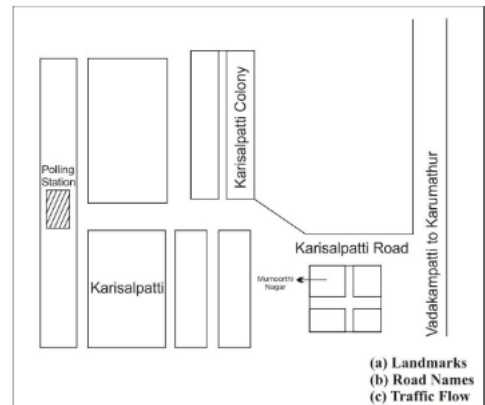 Polling
Station
Karisalpatti Colony
Karisalpatti
Karisalpatti Road
Mumoorthi
Nagar
Vadakampatti to Karumathur
(a) Landmarks
(b) Road Names
(c) Traffic Flow